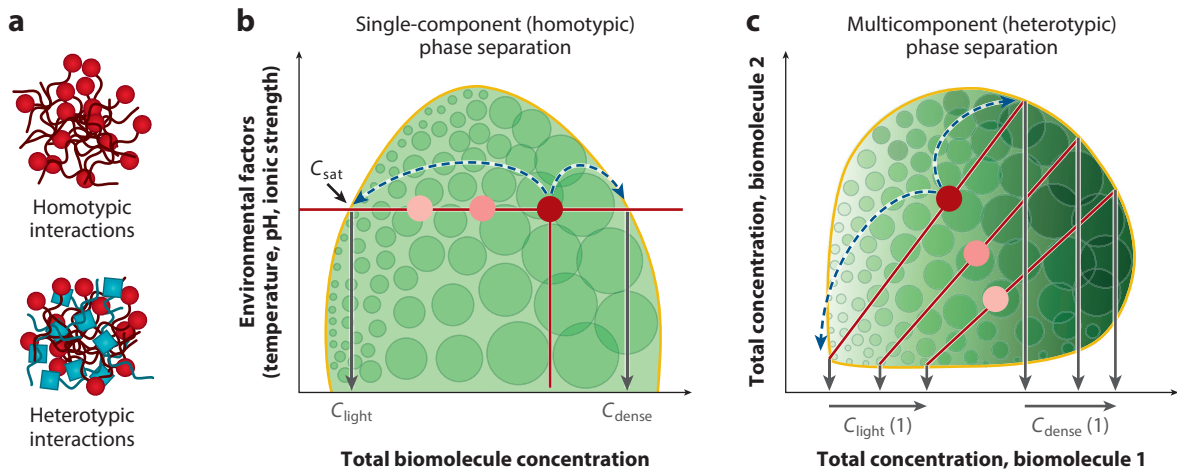 a
Homotypic
interactions
Heterotypic
interactions
b
Single-component (homotypic)
phase separation
Environmental factors
(temperature, pH, ionic strength)
Csat
Clight
Cdense
Total biomolecule concentration
c
Multicomponent (heterotypic)
phase separation
Total concentration, biomolecule 2
Clight (1)
Cdense (1)
Total concentration, biomolecule 1